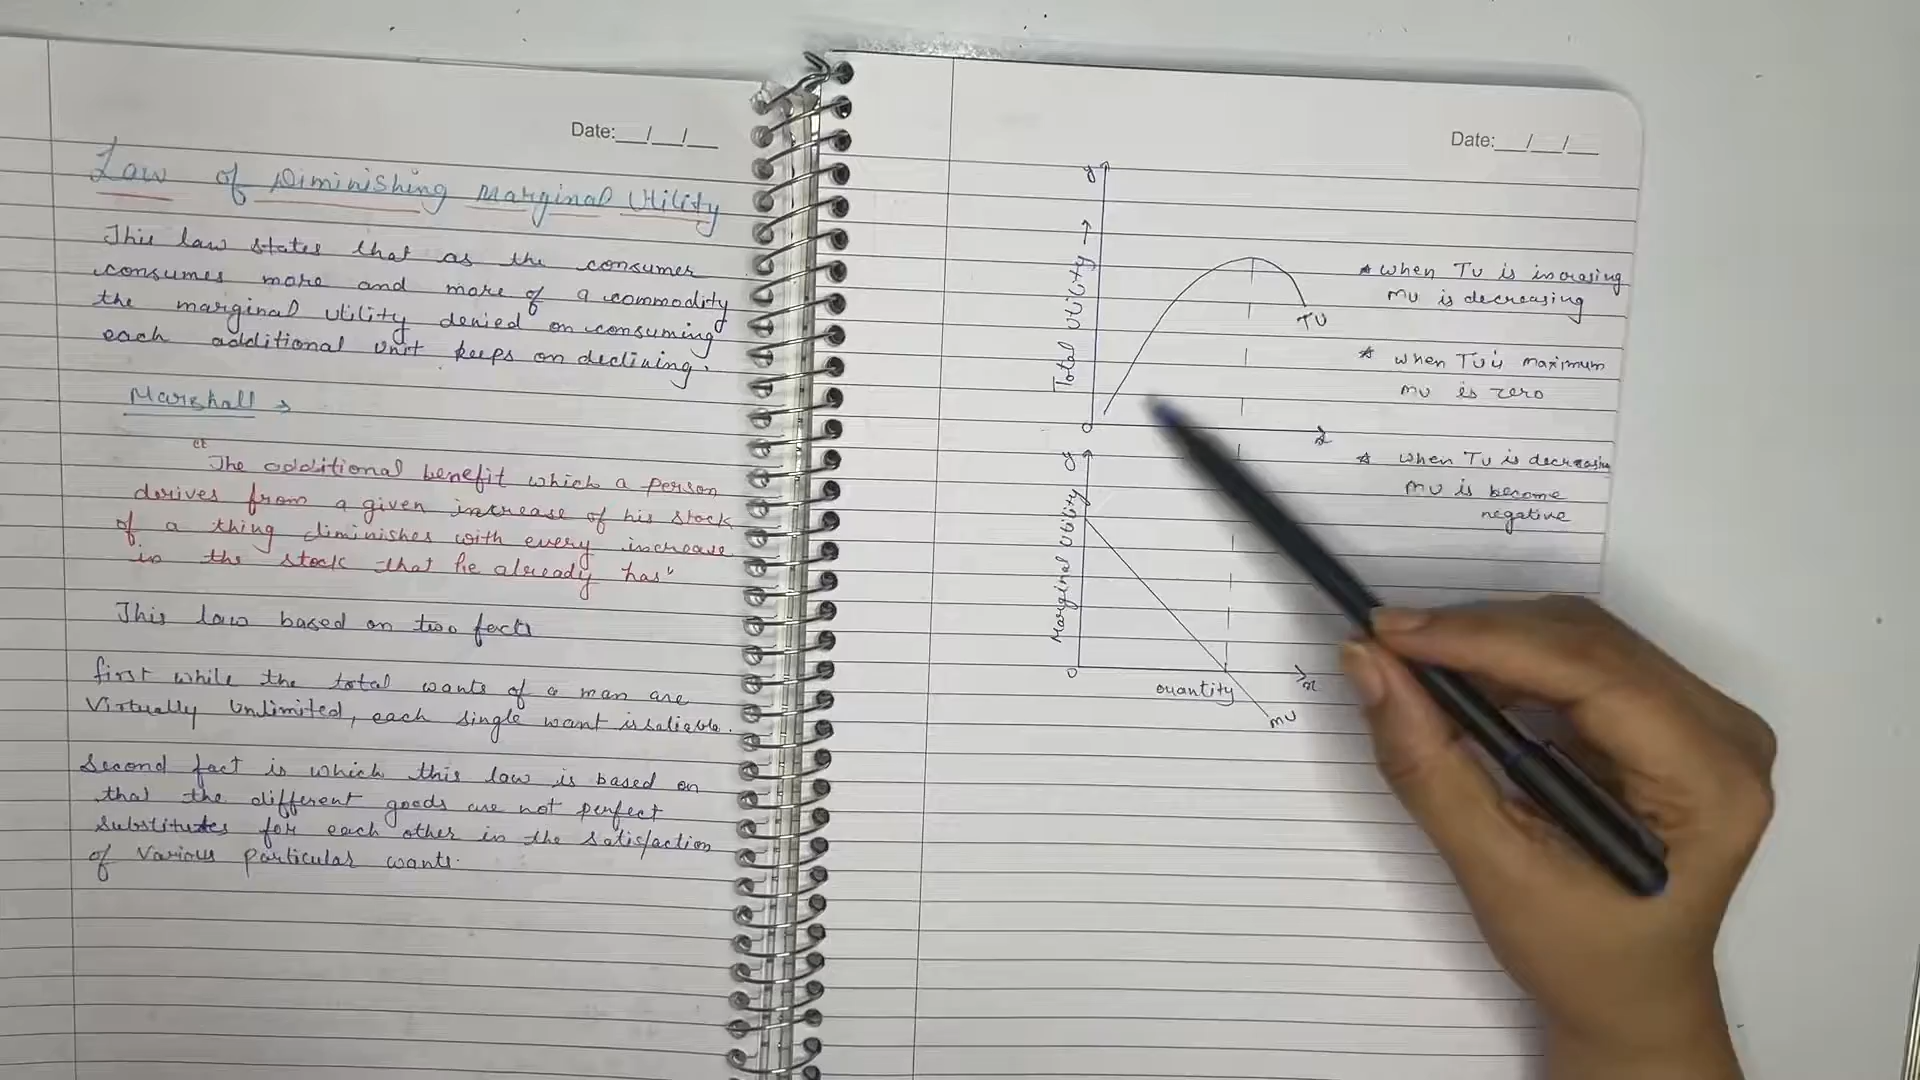 Date:__/__/__
Law of Diminishing Marginal Utility
This law states that as the consumer
consumes more and more of a commodity
the marginal utility denied on consuming
each additional unit keeps on declining.
Marshall →
"The additional benefit which a person
derives from a given increase of his stock
of a thing diminishes with every increase
in the stock that he already has"
This law based on two facts
first while the total wants of a man are
Virtually Unlimited, each single want is
Second fact is which this law is based on
that the different goods are not perfect
substitutes for each other in the satisfaction
of various particular wants.
Date:__/__/__
y
Total Utility →
TU
0
x
y
Marginal Utility
0
quantity
x
MU
* when TU is incrasing
MU is decreasing
* when TU is maximum
MU is zero
* when TU is decreasing
MU is become
negative